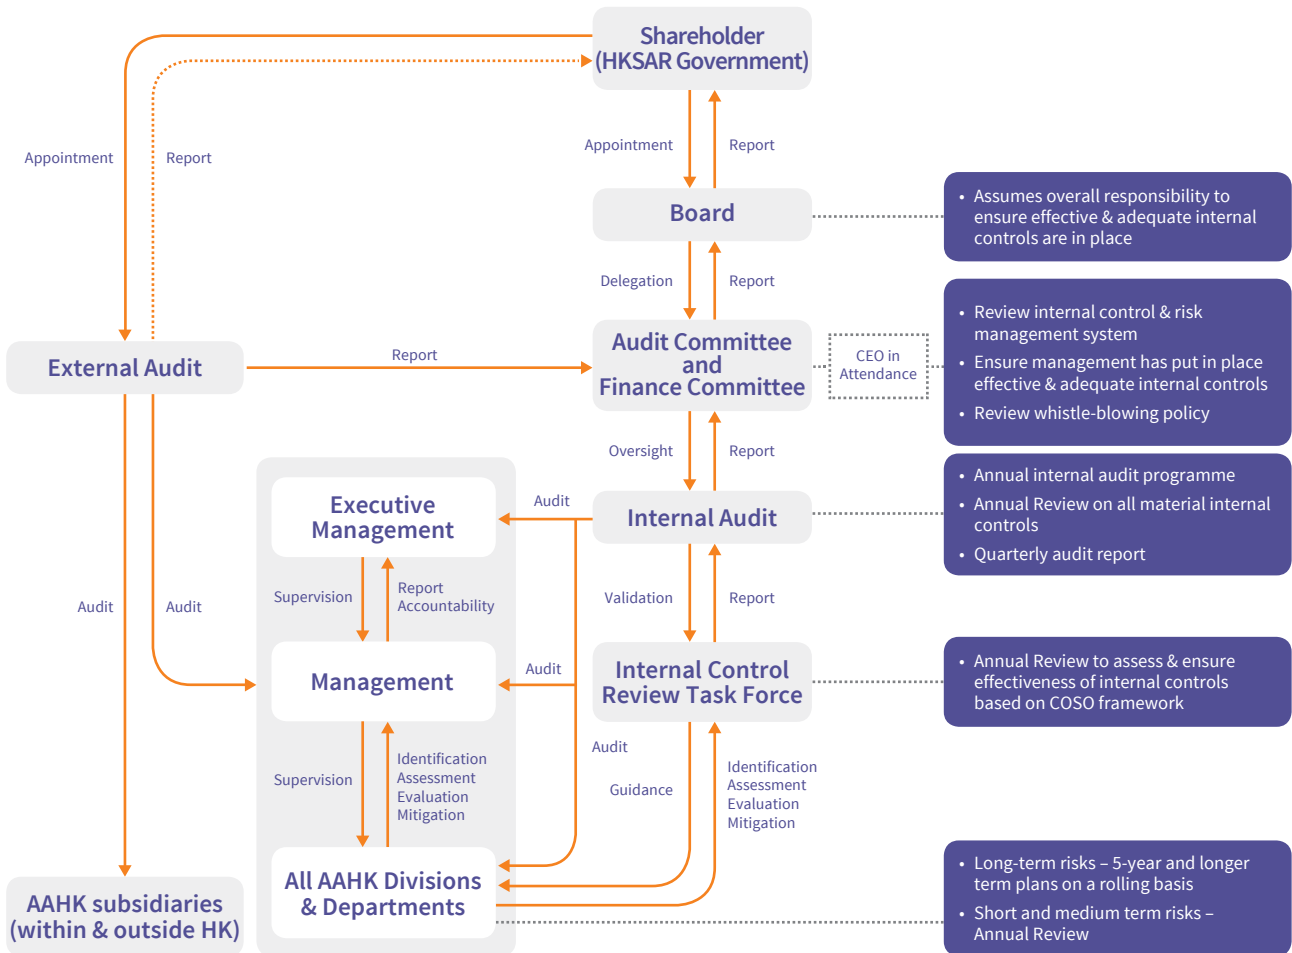 Shareholder
(HKSAR Government)
Appointment
Report
Appointment
Report
Board
• Assumes overall responsibility to
ensure effective & adequate internal
controls are in place
Delegation
Report
External Audit
Report
Audit Committee
and
Finance Committee
CEO in
Attendance
• Review internal control & risk
management system
• Ensure management has put in place
effective & adequate internal controls
• Review whistle-blowing policy
Oversight
Report
Executive
Management
Audit
Internal Audit
• Annual internal audit programme
• Annual Review on all material internal
controls
• Quarterly audit report
Audit
Audit
Supervision
Report
Accountability
Validation
Report
Management
Audit
Internal Control
Review Task Force
• Annual Review to assess & ensure
effectiveness of internal controls
based on COSO framework
Supervision
Identification
Assessment
Evaluation
Mitigation
Audit
Guidance
Identification
Assessment
Evaluation
Mitigation
AAHK subsidiaries
(within & outside HK)
All AAHK Divisions
& Departments
• Long-term risks – 5-year and longer
term plans on a rolling basis
• Short and medium term risks –
Annual Review